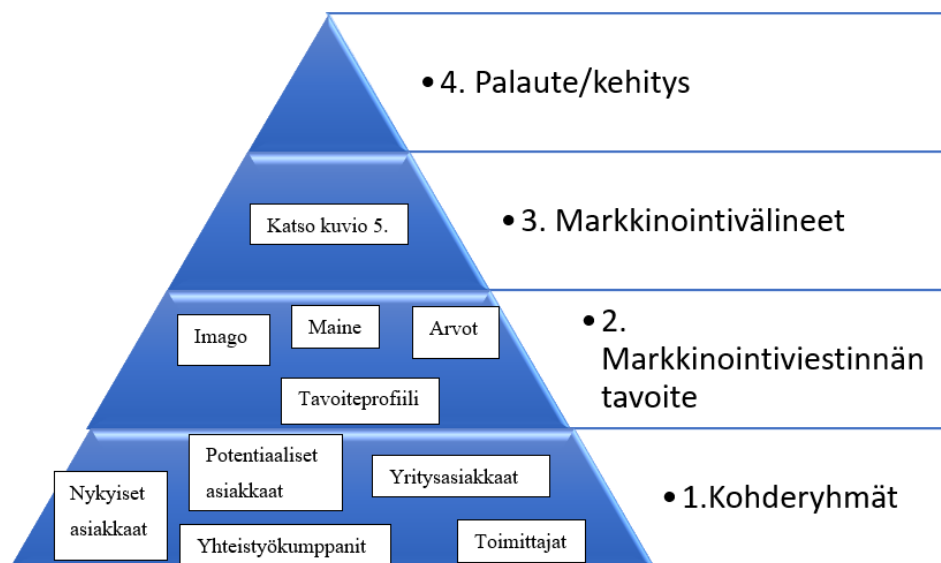 • 4. Palaute/kehitys
Katso kuvio 5.
• 3. Markkinointivälineet
Imago
Maine
Arvot
Tavoiteprofiili
• 2.
Markkinointiviestinnän
tavoite
Nykyiset
asiakkaat
Potentiaaliset
asiakkaat
Yritysasiakkaat
Yhteistyökumppanit
Toimittajat
• 1.Kohderyhmät